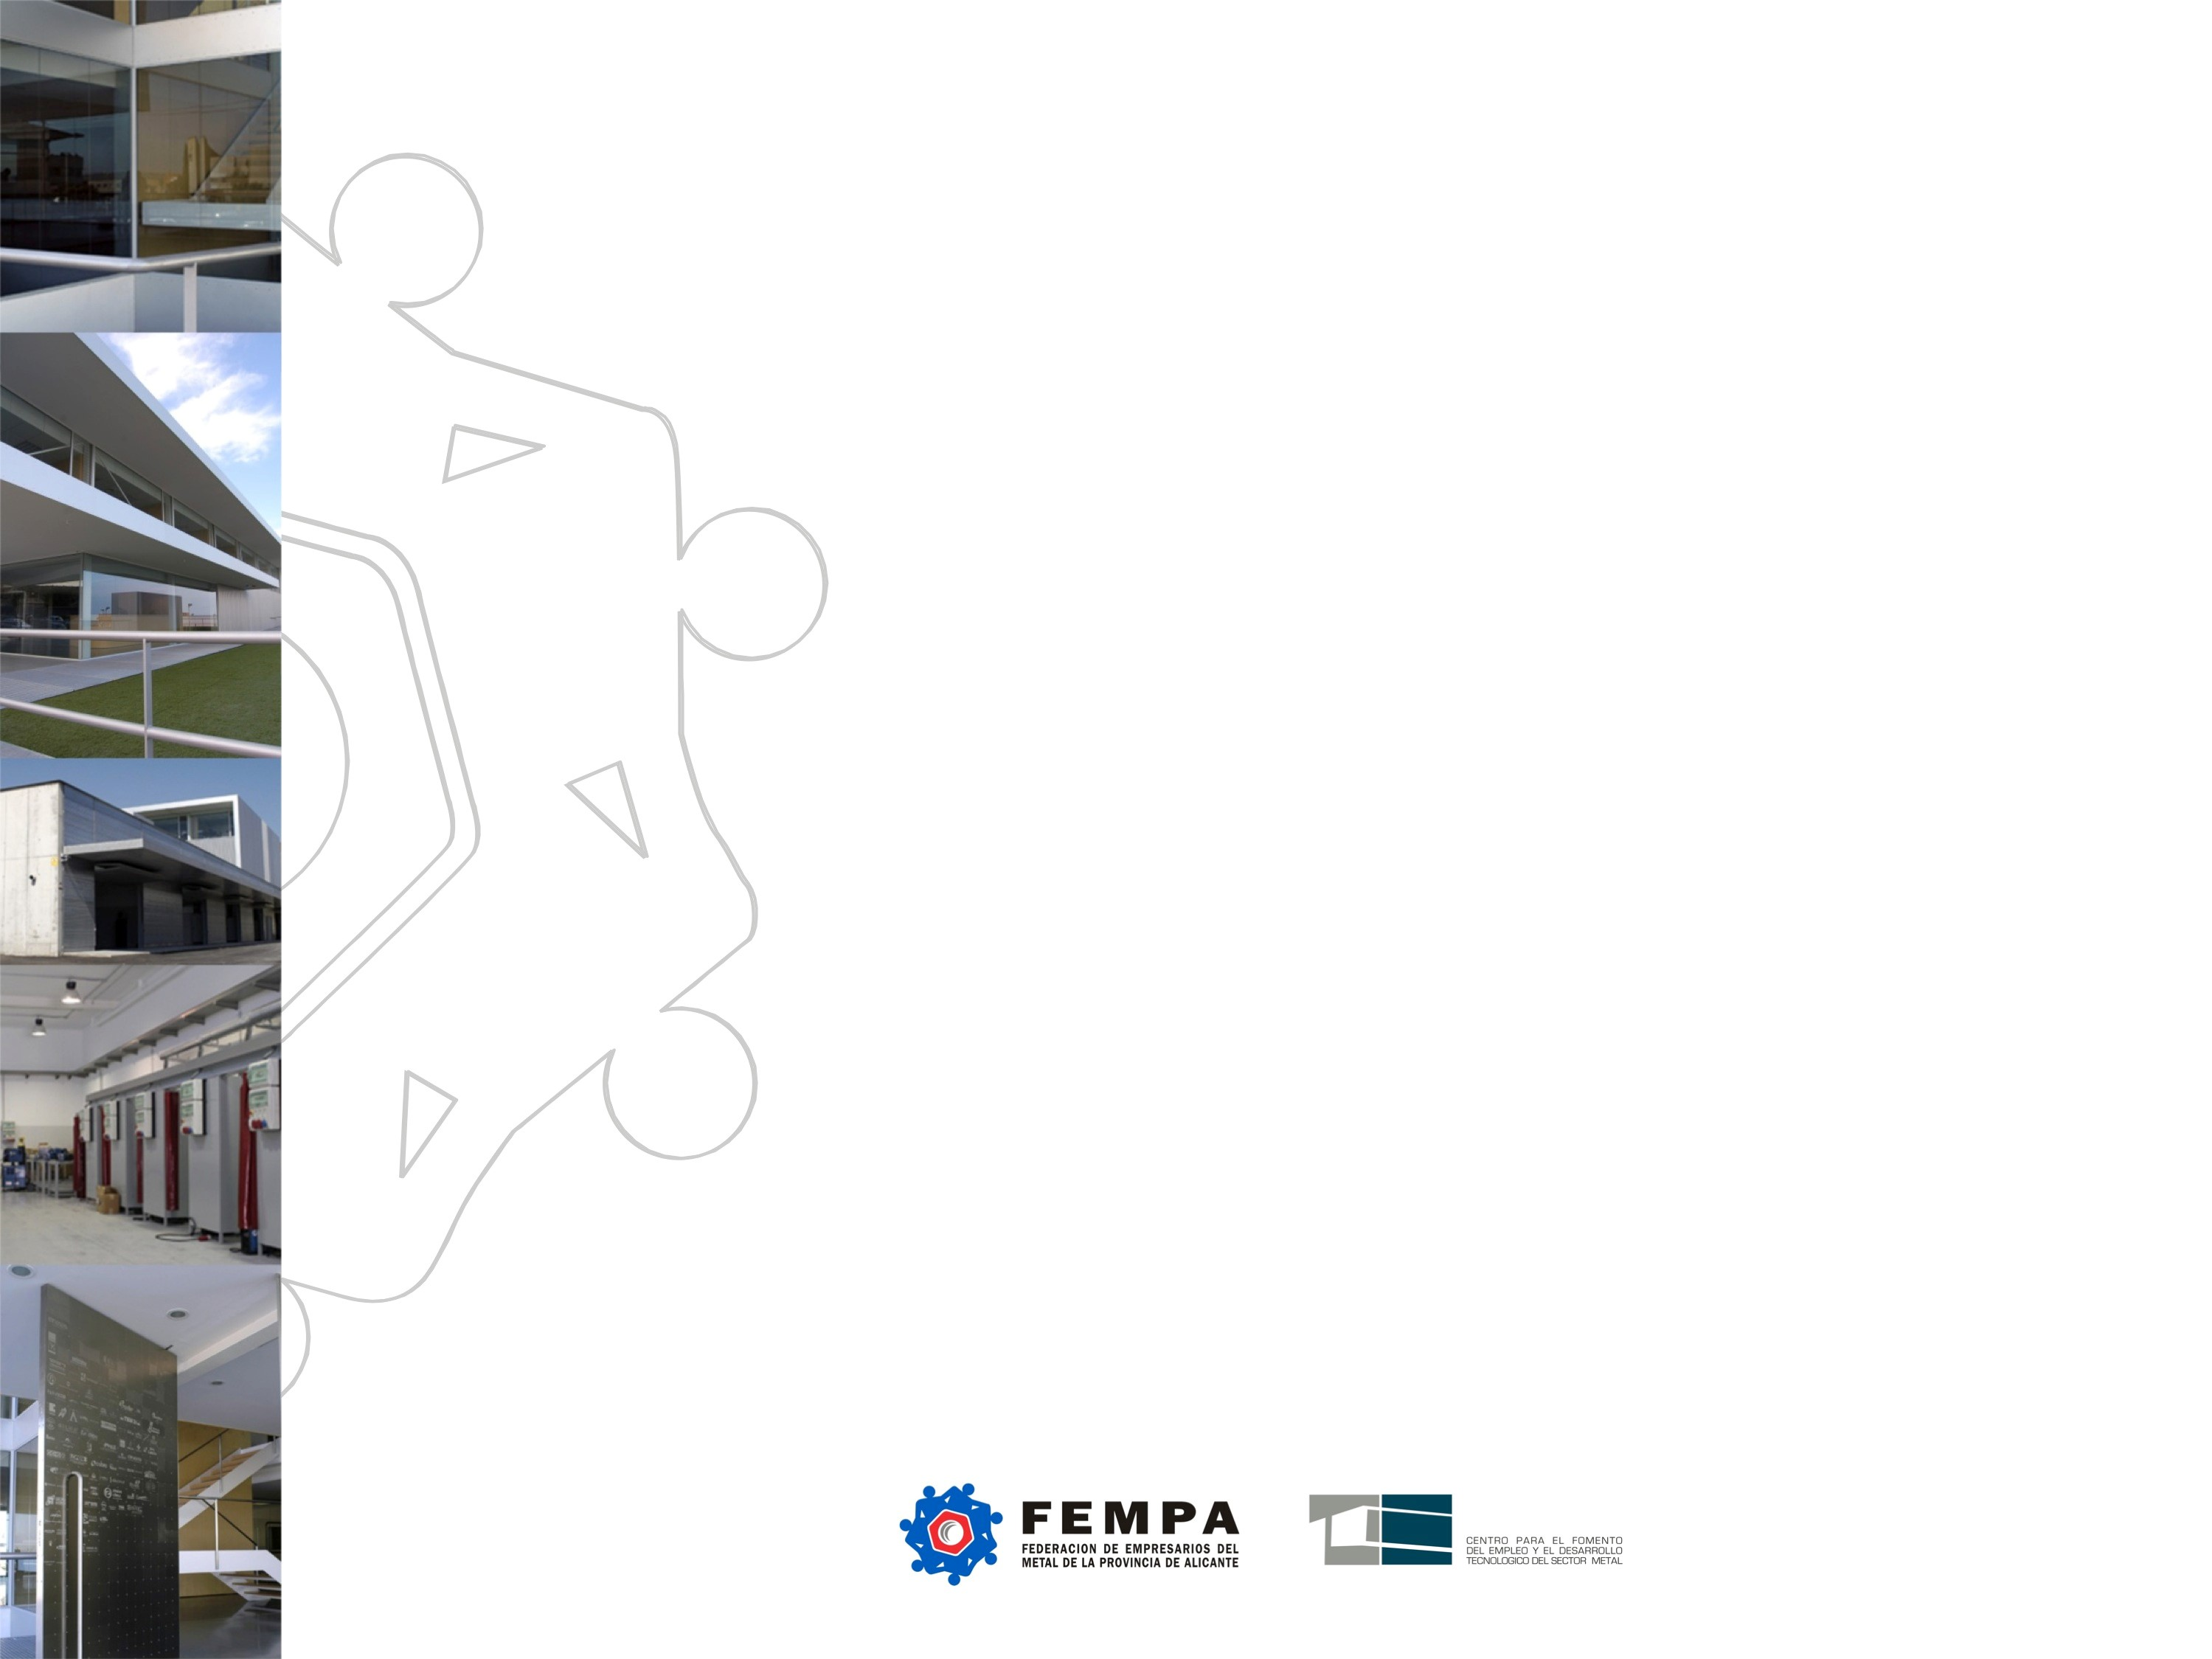 FEMPA
FEDERACION DE EMPRESARIOS DEL
METAL DE LA PROVINCIA DE ALICANTE
CENTRO PARA EL FOMENTO
DEL EMPLEO Y EL DESARROLLO
TECNOLOGICO DEL SECTOR METAL